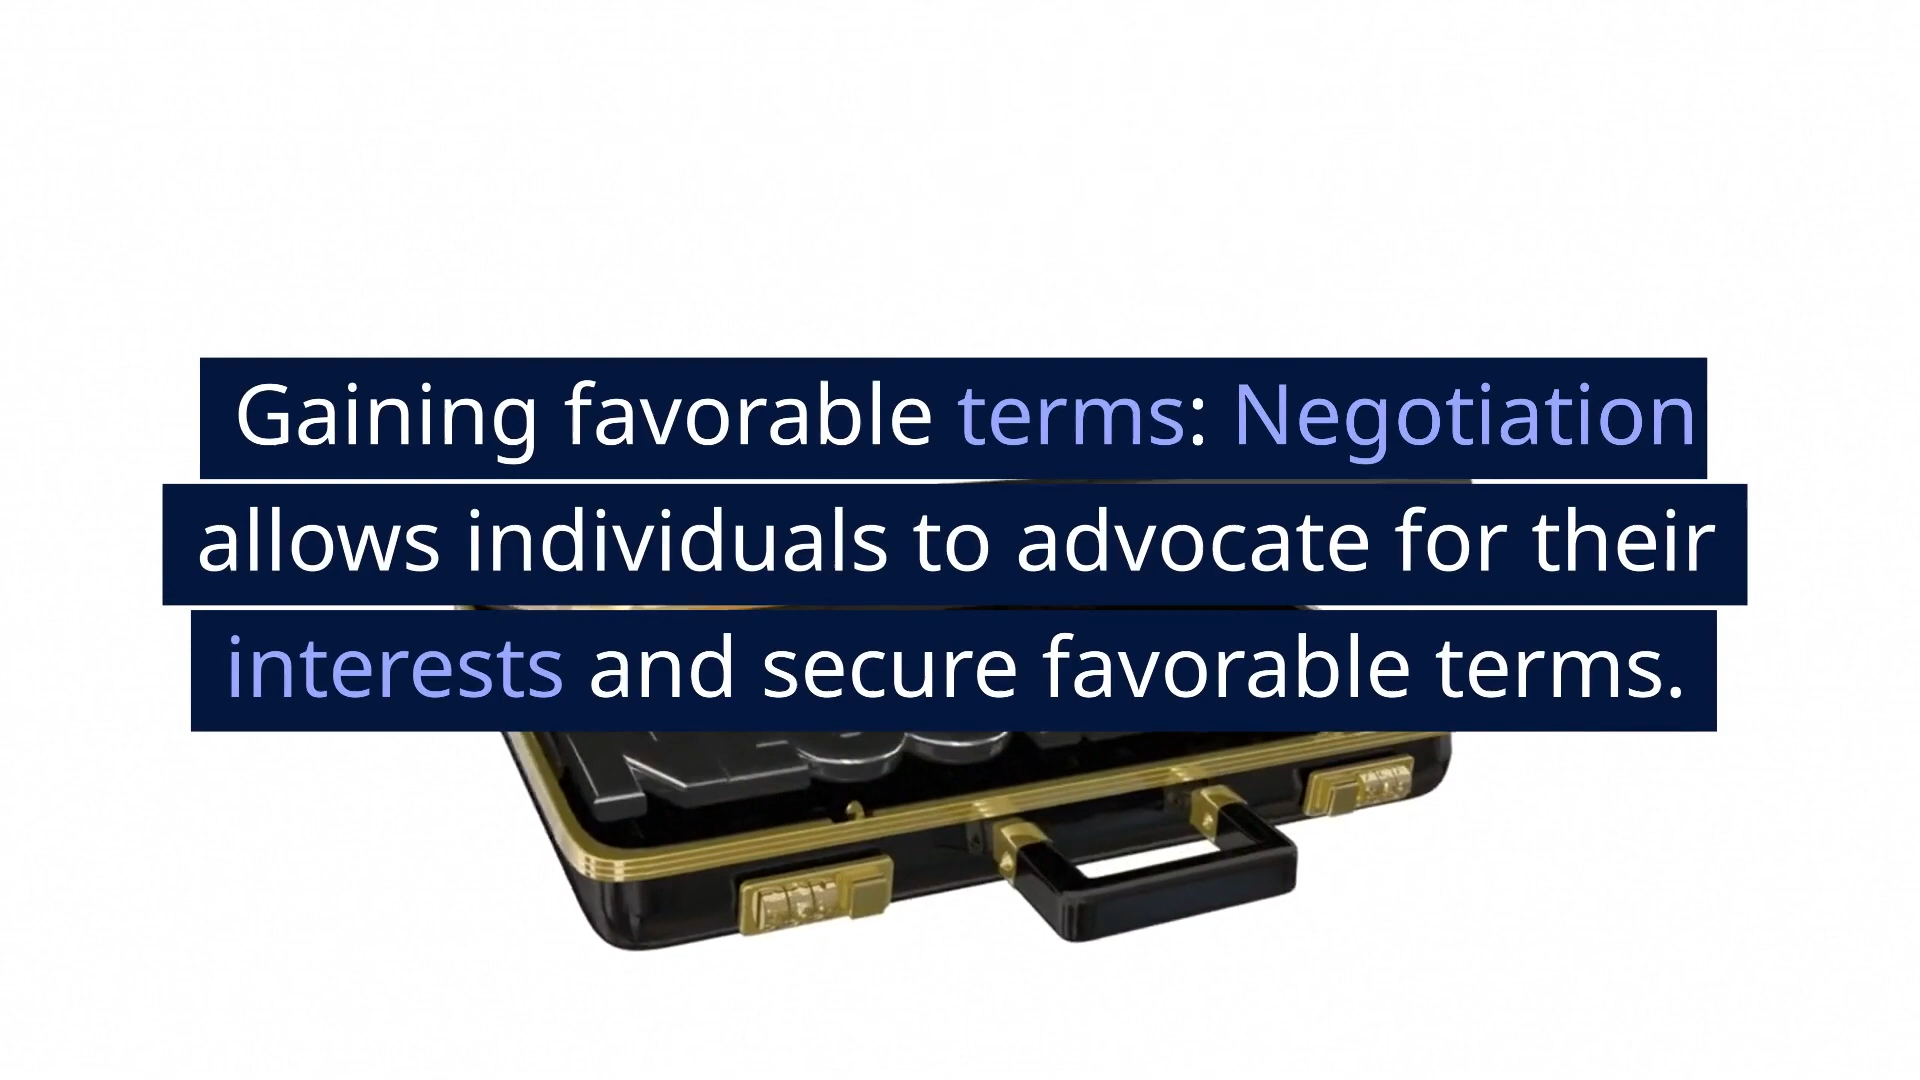 Gaining favorable terms: Negotiation
allows individuals to advocate for their
interests and secure favorable terms.